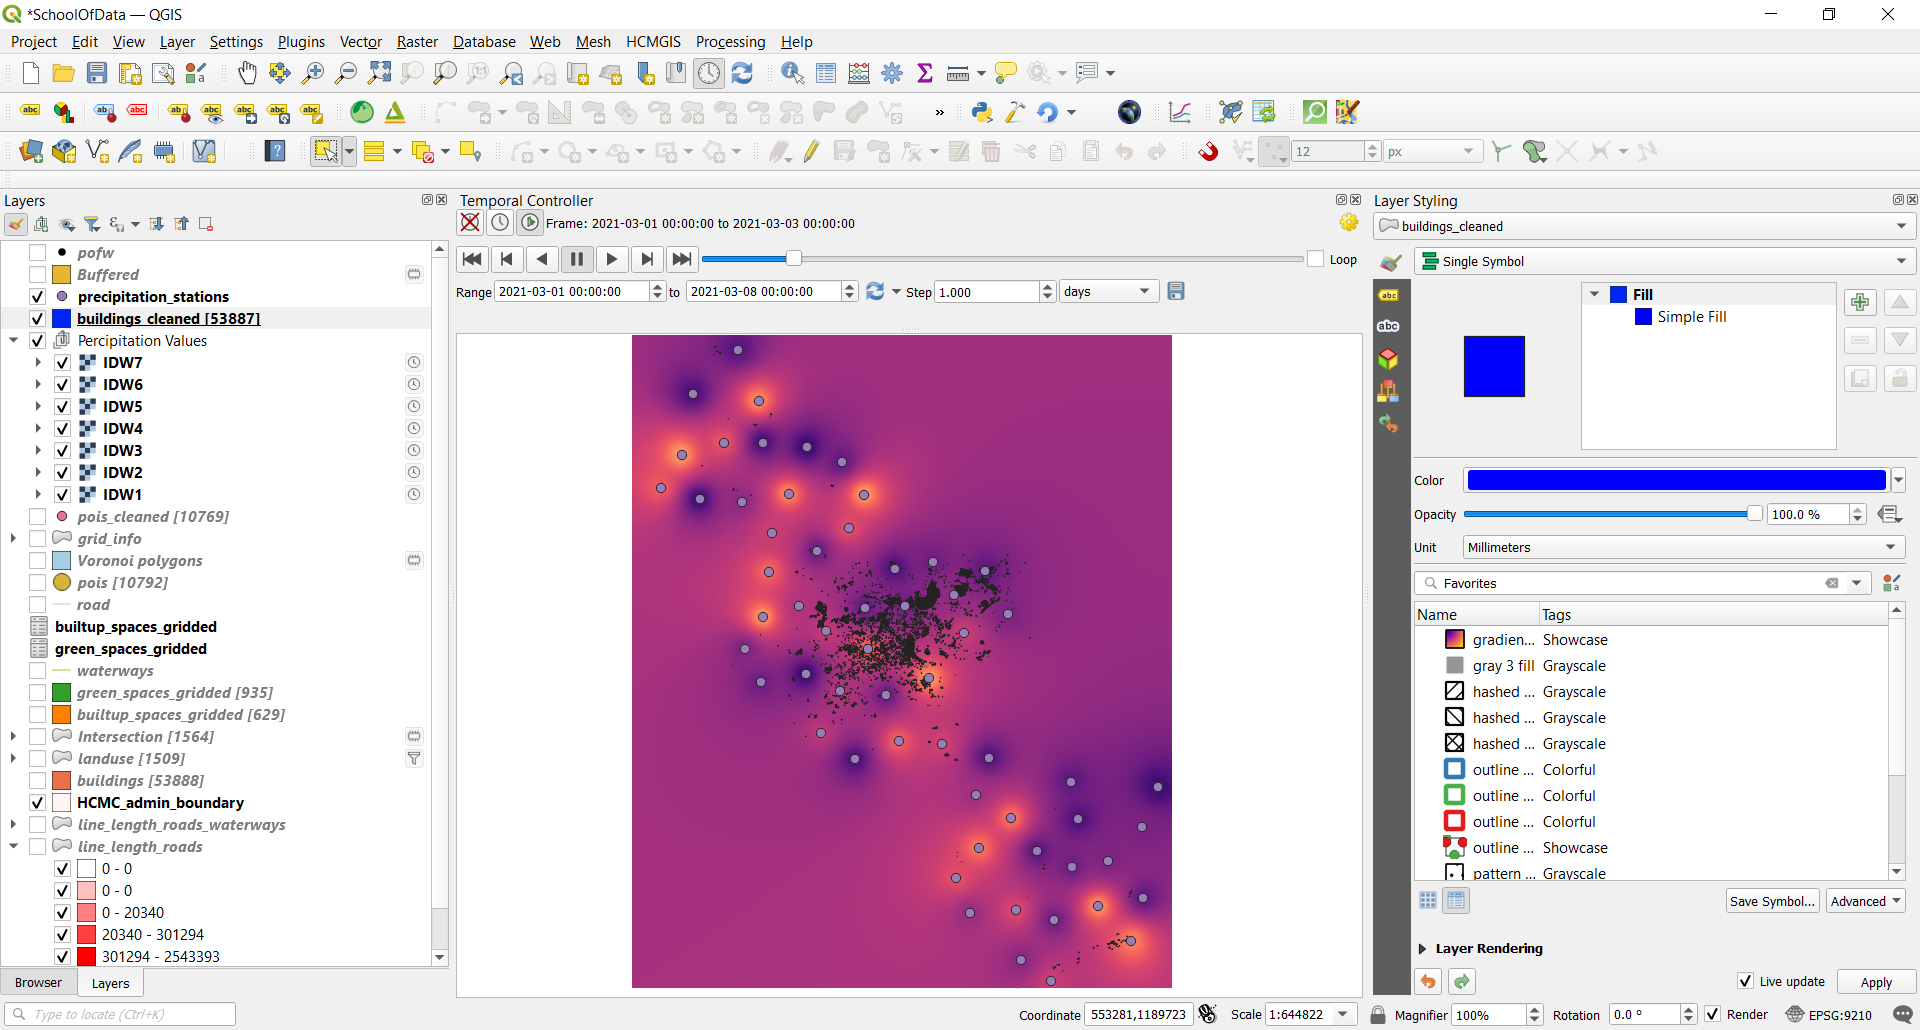 *SchoolOfData — QGIS
Project Edit View Layer Settings Plugins Vector Raster Database Web Mesh HCMGIS Processing Help
12 px
Layers
pofw
Buffered
precipitation_stations
buildings_cleaned [53887]
Percipitation Values
IDW7
IDW6
IDW5
IDW4
IDW3
IDW2
IDW1
pois_cleaned [10769]
grid_info
Voronoi polygons
pois [10792]
road
builtup_spaces_gridded
green_spaces_gridded
waterways
green_spaces_gridded [935]
builtup_spaces_gridded [629]
Intersection [1564]
landuse [1509]
buildings [53888]
HCMC_admin_boundary
line_length_roads_waterways
line_length_roads
0 - 0
0 - 0
0 - 20340
20340 - 301294
301294 - 2543393
Browser Layers
Temporal Controller
Frame: 2021-03-01 00:00:00 to 2021-03-03 00:00:00
Loop
Range 2021-03-01 00:00:00 to 2021-03-08 00:00:00 Step 1.000 days
Layer Styling
buildings_cleaned
Single Symbol
Fill
Simple Fill
Color
Opacity 100.0 %
Unit Millimeters
Favorites
Name Tags
gradien... Showcase
gray 3 fill Grayscale
hashed ... Grayscale
hashed ... Grayscale
hashed ... Grayscale
outline ... Colorful
outline ... Colorful
outline ... Colorful
outline ... Showcase
pattern ... Grayscale
Save Symbol... Advanced
Layer Rendering
Live update Apply
Type to locate (Ctrl+K) Coordinate 553281,1189723 Scale 1:644822 Magnifier 100% Rotation 0.0 ° Render EPSG:9210